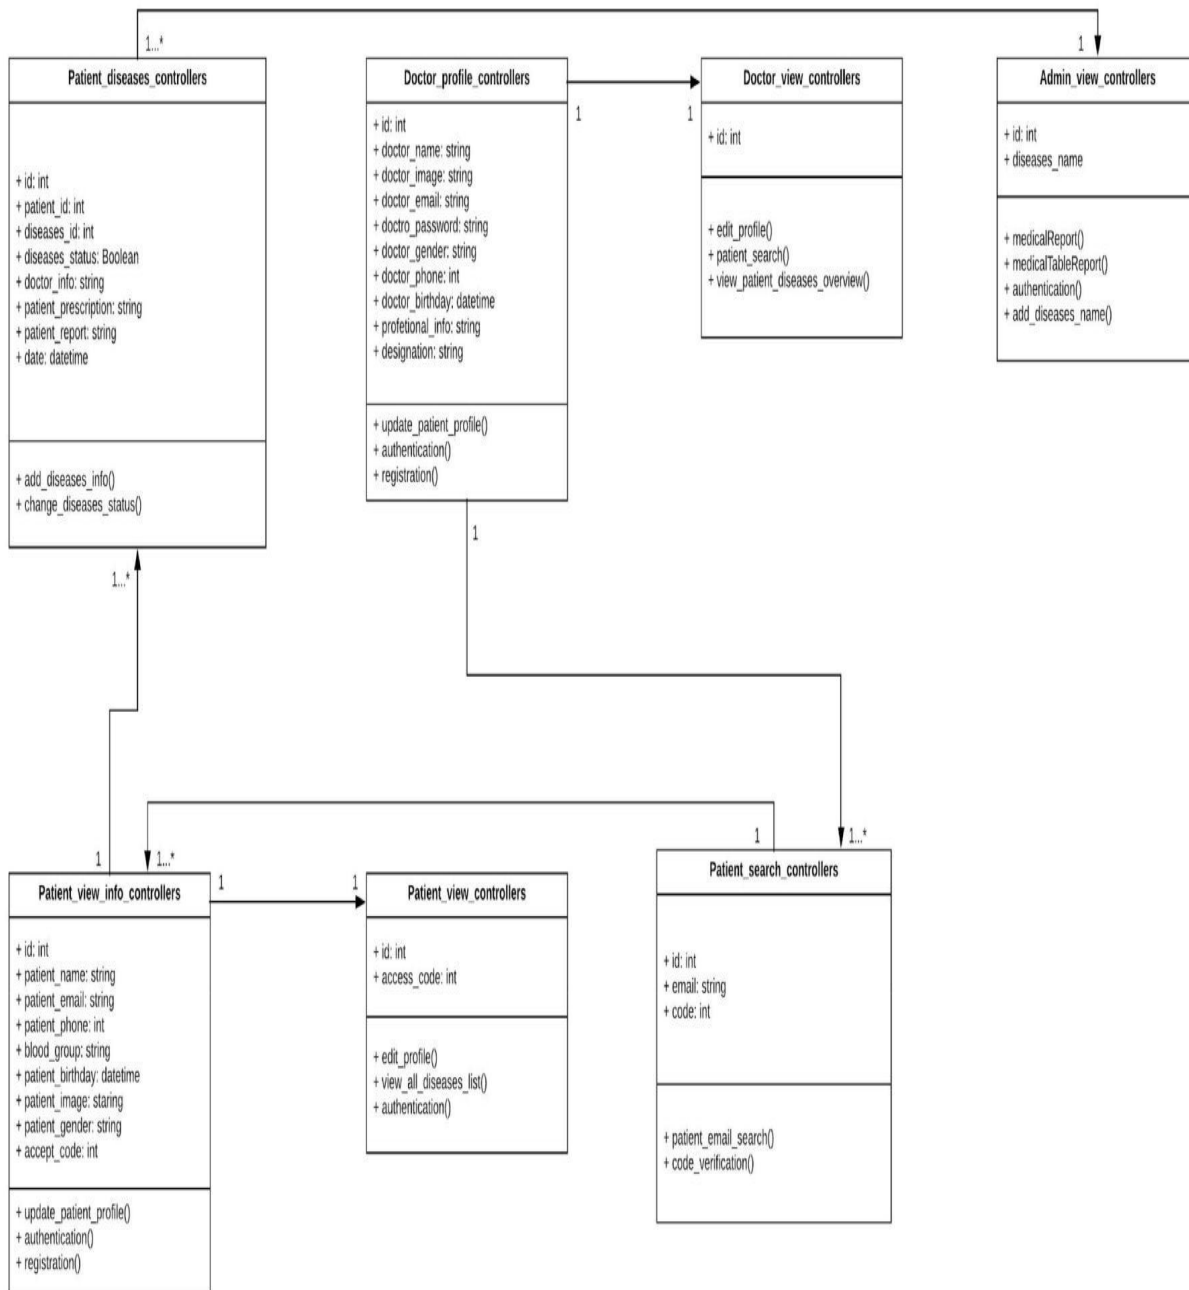 1...*
1
Patient_diseases_controllers
+ id: int
+ patient_id: int
+ diseases_id: int
+ diseases_status: Boolean
+ doctor_info: string
+ patient_prescription: string
+ patient_report: string
+ date: datetime
+ add_diseases_info()
+ change_diseases_status()
1...*
Doctor_profile_controllers
+ id: int
+ doctor_name: string
+ doctor_image: string
+ doctor_email: string
+ doctro_password: string
+ doctor_gender: string
+ doctor_phone: int
+ doctor_birthday: datetime
+ profetional_info: string
+ designation: string
+ update_patient_profile()
+ authentication()
+ registration()
1
1
1
Doctor_view_controllers
+ id: int
+ edit_profile()
+ patient_search()
+ view_patient_diseases_overview()
Admin_view_controllers
+ id: int
+ diseases_name
+ medicalReport()
+ medicalTableReport()
+ authentication()
+ add_diseases_name()
1
1...*
Patient_view_info_controllers
+ id: int
+ patient_name: string
+ patient_email: string
+ patient_phone: int
+ blood_group: string
+ patient_birthday: datetime
+ patient_image: staring
+ patient_gender: string
+ accept_code: int
+ update_patient_profile()
+ authentication()
+ registration()
1
1
Patient_view_controllers
+ id: int
+ access_code: int
+ edit_profile()
+ view_all_diseases_list()
+ authentication()
1
1...*
Patient_search_controllers
+ id: int
+ email: string
+ code: int
+ patient_email_search()
+ code_verification()